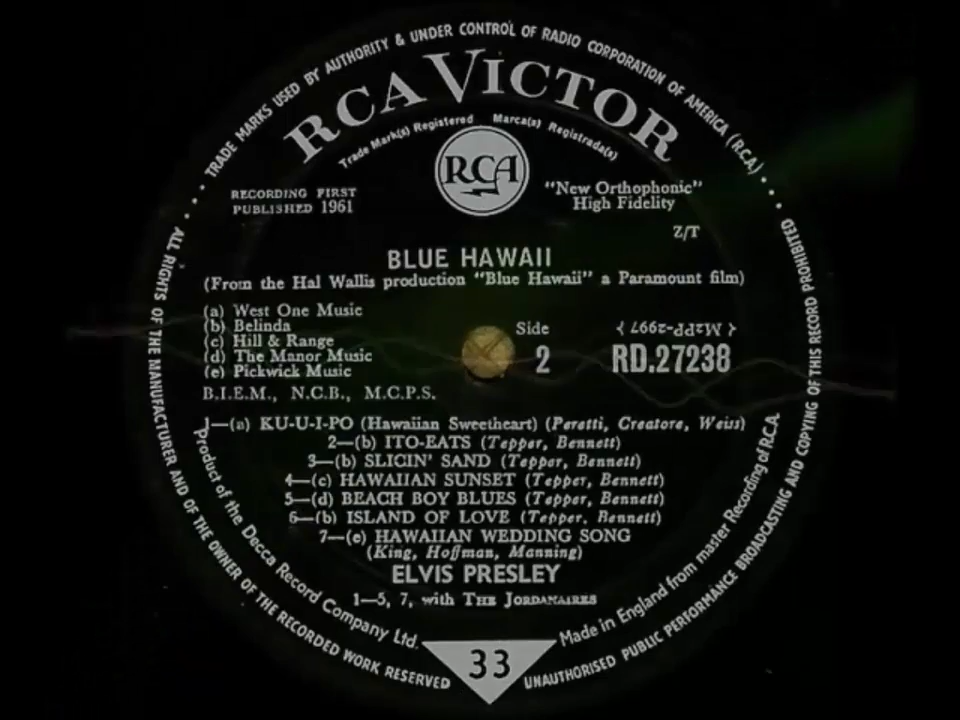 TRADE MARKS USED BY AUTHORITY & UNDER CONTROL OF RADIO CORPORATION OF AMERICA (R.C.A.)
RCA VICTOR
Trade Mark(s) Registered Marca(s) Registrada(s)
RCA
RECORDING FIRST
PUBLISHED 1961
"New Orthophonic"
High Fidelity
Z/T
BLUE HAWAII
(From the Hal Wallis production "Blue Hawaii" a Paramount film)
(a) West One Music
(b) Belinda
(c) Hill & Range
(d) The Manor Music
(e) Pickwick Music
B.I.E.M., N.C.B., M.C.P.S.
Side
2
{ M2PP-2997 }
RD.27238
1—(a) KU-U-I-PO (Hawaiian Sweetheart) (Peretti, Creatore, Weiss)
2—(b) ITO-EATS (Tepper, Bennett)
3—(b) SLICIN' SAND (Tepper, Bennett)
4—(c) HAWAIIAN SUNSET (Tepper, Bennett)
5—(d) BEACH BOY BLUES (Tepper, Bennett)
6—(b) ISLAND OF LOVE (Tepper, Bennett)
7—(e) HAWAIIAN WEDDING SONG
(King, Hoffman, Manning)
ELVIS PRESLEY
1—5, 7, with THE JORDANAIRES
Product of the Decca Record Company Ltd.
Made in England from master Recording of R.C.A.
33
ALL RIGHTS OF THE MANUFACTURER AND OF THE OWNER OF THE RECORDED WORK RESERVED
UNAUTHORISED PUBLIC PERFORMANCE BROADCASTING AND COPYING OF THIS RECORD PROHIBITED